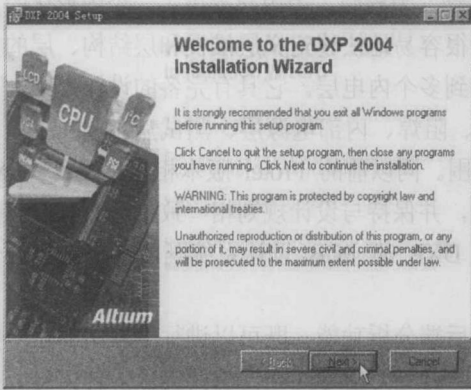 DXP 2004 Setup
Welcome to the DXP 2004
Installation Wizard
It is strongly recommended that you exit all Windows programs
before running this setup program.
Click Cancel to quit the setup program, then close any programs
you have running. Click Next to continue the installation.
WARNING: This program is protected by copyright law and
international treaties.
Unauthorized reproduction or distribution of this program, or any
portion of it, may result in severe civil and criminal penalties, and
will be prosecuted to the maximum extent possible under law.
LCD
CPU
I²C
Altium
< Back
Next >
Cancel